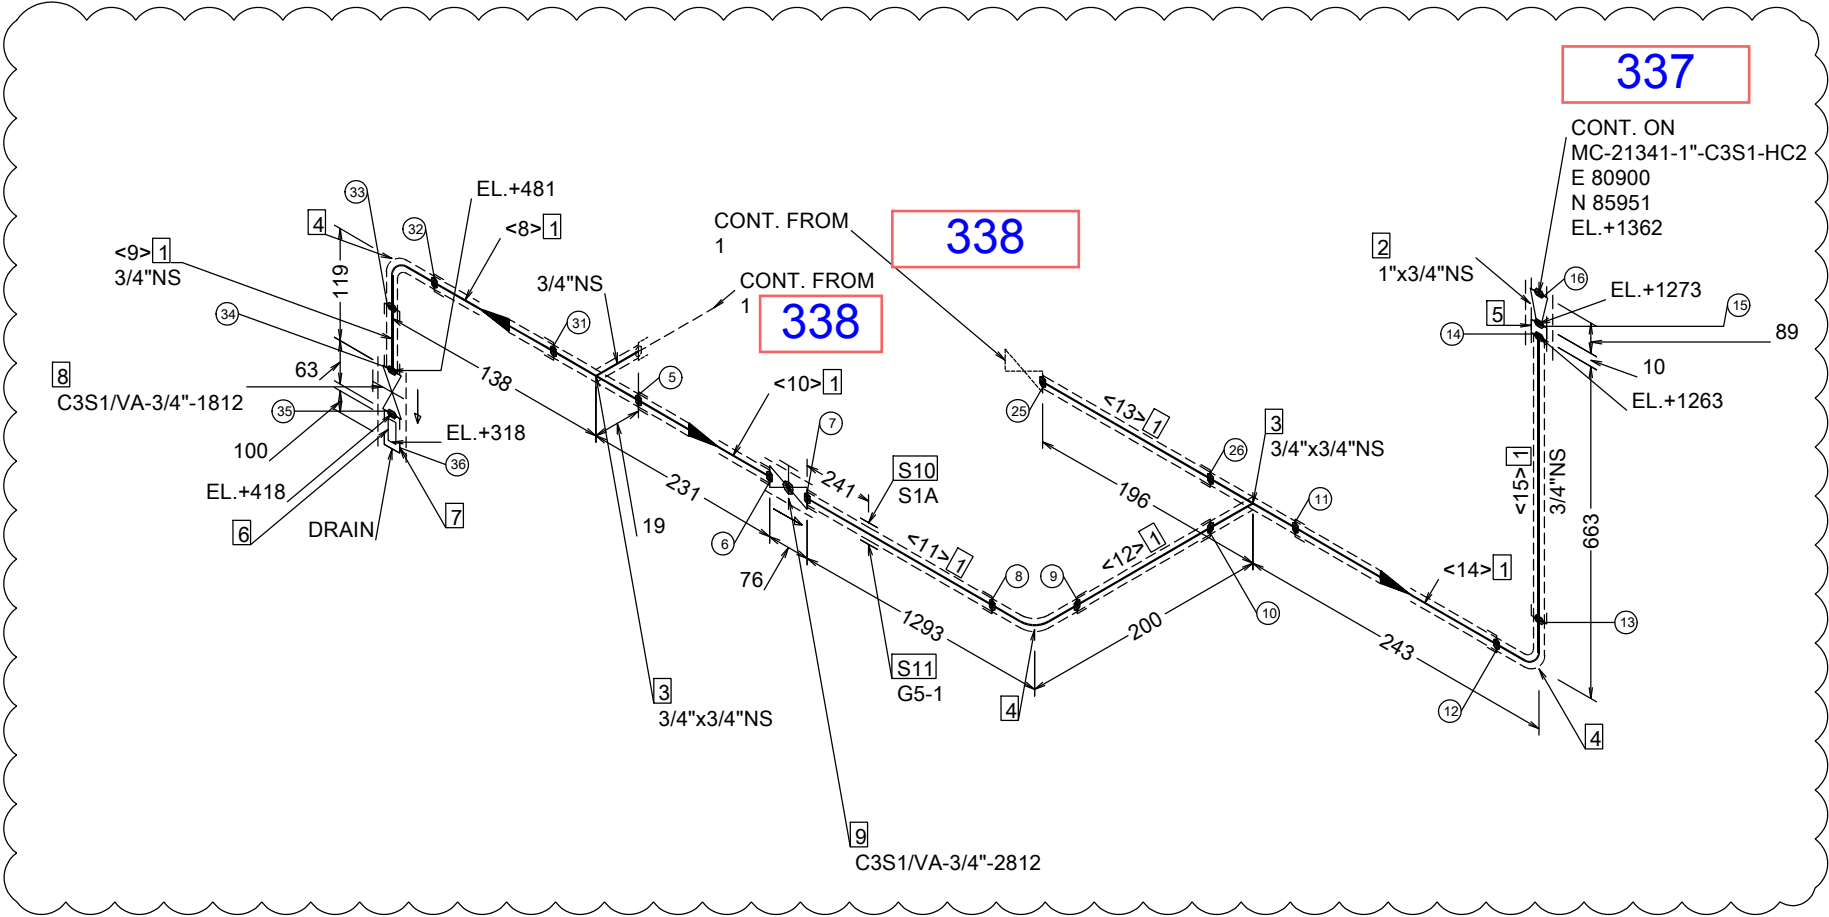 337
CONT. ON
MC-21341-1"-C3S1-HC2
E 80900
N 85951
EL.+1362
2
1"x3/4"NS
16
EL.+1273
15
5
14
89
10
EL.+1263
<15> 1
3/4"NS
663
13
4
12
243
<14> 1
11
3
3/4"x3/4"NS
26
<13> 1
25
196
CONT. FROM
1
338
CONT. FROM
1
338
3/4"NS
33
EL.+481
4
32
<8> 1
<9> 1
3/4"NS
119
34
31
138
63
8
C3S1/VA-3/4"-1812
35
100
EL.+318
36
EL.+418
6
DRAIN
7
5
<10> 1
7
231
19
241
S10
S1A
6
76
<11> 1
8
9
<12> 1
10
1293
200
S11
G5-1
4
3
3/4"x3/4"NS
9
C3S1/VA-3/4"-2812